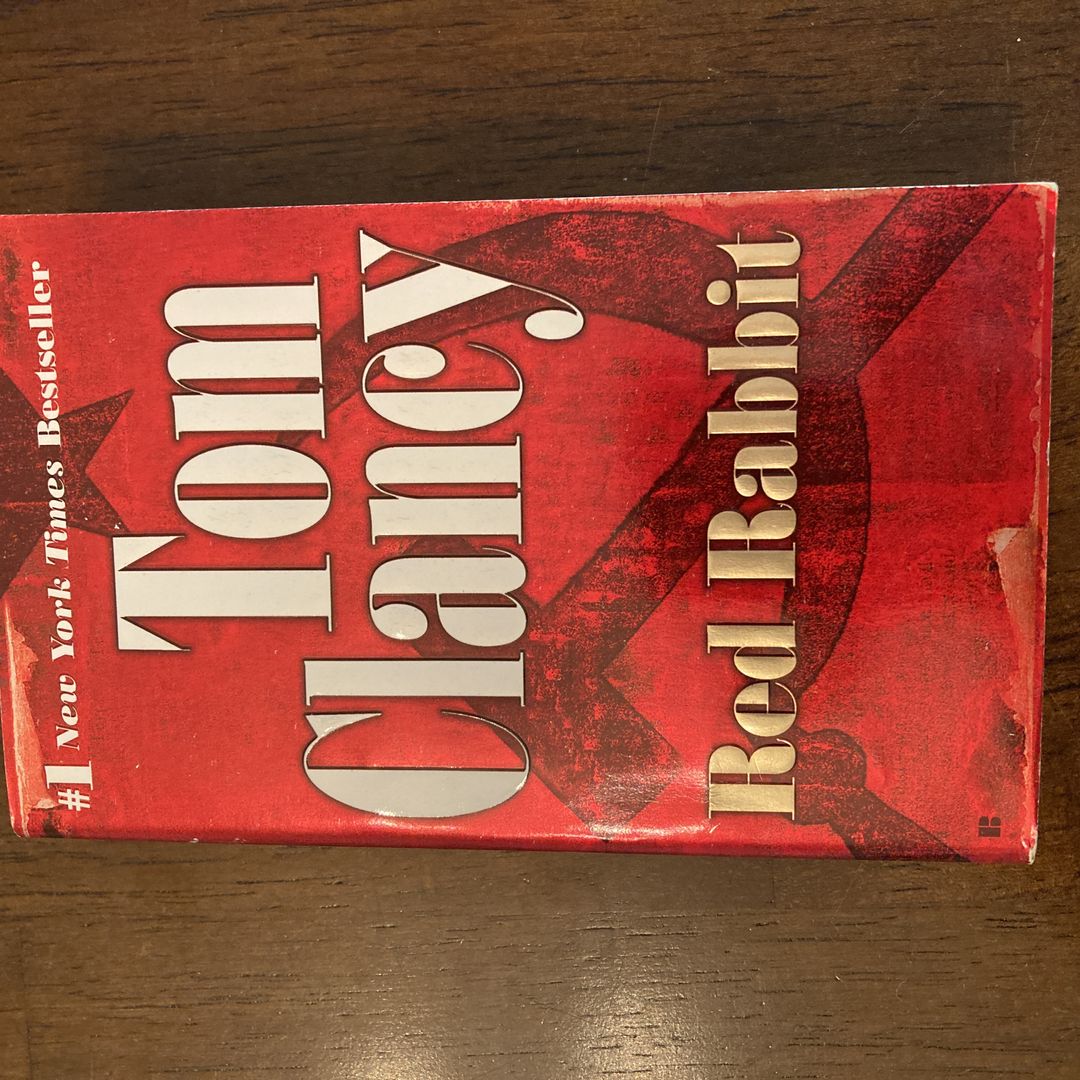 #1 New York Times Bestseller
Tom
Clancy
Red Rabbit
B